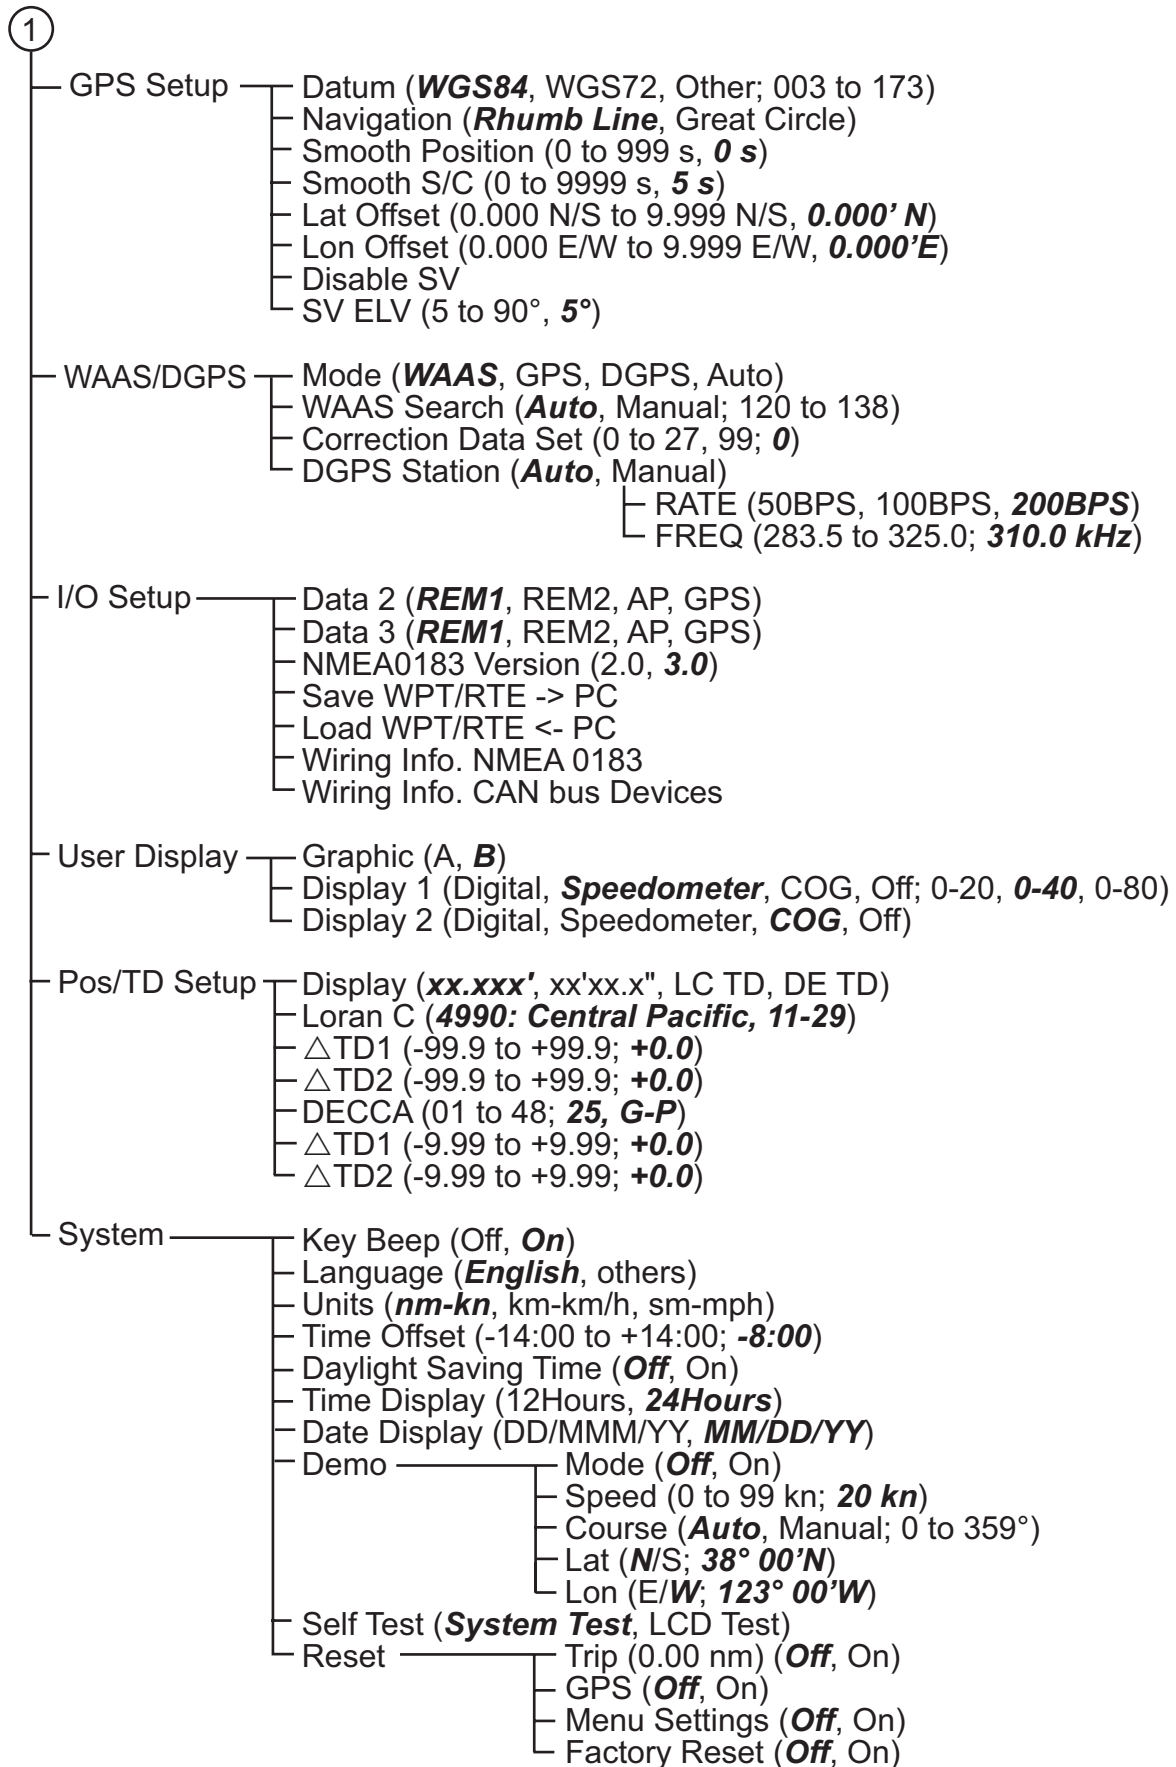 1
GPS Setup Datum (WGS84, WGS72, Other; 003 to 173)
Navigation (Rhumb Line, Great Circle)
Smooth Position (0 to 999 s, 0 s)
Smooth S/C (0 to 9999 s, 5 s)
Lat Offset (0.000 N/S to 9.999 N/S, 0.000’ N)
Lon Offset (0.000 E/W to 9.999 E/W, 0.000’E)
Disable SV
SV ELV (5 to 90°, 5°)
WAAS/DGPS Mode (WAAS, GPS, DGPS, Auto)
WAAS Search (Auto, Manual; 120 to 138)
Correction Data Set (0 to 27, 99; 0)
DGPS Station (Auto, Manual)
RATE (50BPS, 100BPS, 200BPS)
FREQ (283.5 to 325.0; 310.0 kHz)
I/O Setup Data 2 (REM1, REM2, AP, GPS)
Data 3 (REM1, REM2, AP, GPS)
NMEA0183 Version (2.0, 3.0)
Save WPT/RTE -> PC
Load WPT/RTE <- PC
Wiring Info. NMEA 0183
Wiring Info. CAN bus Devices
User Display Graphic (A, B)
Display 1 (Digital, Speedometer, COG, Off; 0-20, 0-40, 0-80)
Display 2 (Digital, Speedometer, COG, Off)
Pos/TD Setup Display (xx.xxx', xx'xx.x", LC TD, DE TD)
Loran C (4990: Central Pacific, 11-29)
△TD1 (-99.9 to +99.9; +0.0)
△TD2 (-99.9 to +99.9; +0.0)
DECCA (01 to 48; 25, G-P)
△TD1 (-9.99 to +9.99; +0.0)
△TD2 (-9.99 to +9.99; +0.0)
System Key Beep (Off, On)
Language (English, others)
Units (nm-kn, km-km/h, sm-mph)
Time Offset (-14:00 to +14:00; -8:00)
Daylight Saving Time (Off, On)
Time Display (12Hours, 24Hours)
Date Display (DD/MMM/YY, MM/DD/YY)
Demo Mode (Off, On)
Speed (0 to 99 kn; 20 kn)
Course (Auto, Manual; 0 to 359°)
Lat (N/S; 38° 00’N)
Lon (E/W; 123° 00’W)
Self Test (System Test, LCD Test)
Reset Trip (0.00 nm) (Off, On)
GPS (Off, On)
Menu Settings (Off, On)
Factory Reset (Off, On)